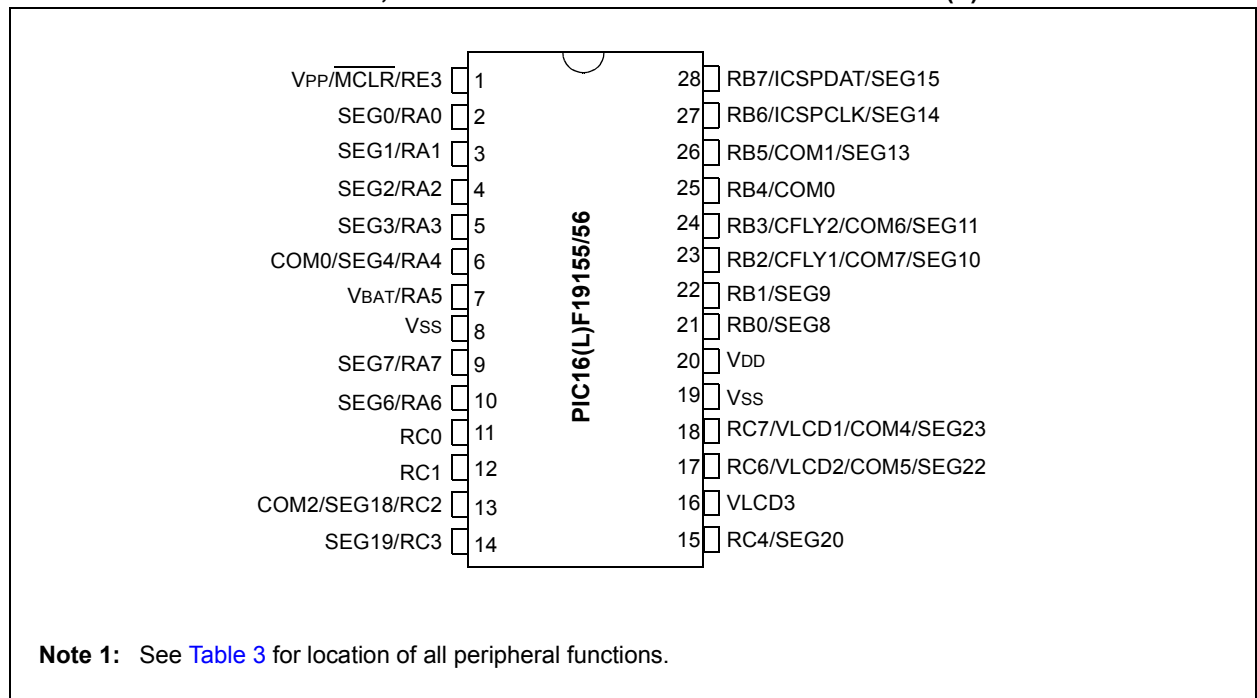 VPP/MCLR/RE3 1
SEG0/RA0 2
SEG1/RA1 3
SEG2/RA2 4
SEG3/RA3 5
COM0/SEG4/RA4 6
VBAT/RA5 7
VSS 8
SEG7/RA7 9
SEG6/RA6 10
RC0 11
RC1 12
COM2/SEG18/RC2 13
SEG19/RC3 14
PIC16(L)F19155/56
28 RB7/ICSPDAT/SEG15
27 RB6/ICSPCLK/SEG14
26 RB5/COM1/SEG13
25 RB4/COM0
24 RB3/CFLY2/COM6/SEG11
23 RB2/CFLY1/COM7/SEG10
22 RB1/SEG9
21 RB0/SEG8
20 VDD
19 VSS
18 RC7/VLCD1/COM4/SEG23
17 RC6/VLCD2/COM5/SEG22
16 VLCD3
15 RC4/SEG20
Note 1: See Table 3 for location of all peripheral functions.